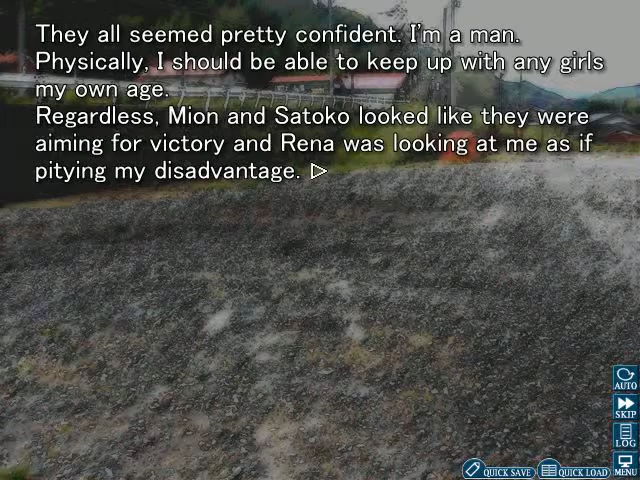 They all seemed pretty confident. I'm a man.
Physically, I should be able to keep up with any girls
my own age.
Regardless, Mion and Satoko looked like they were
aiming for victory and Rena was looking at me as if
pitying my disadvantage.
AUTO
SKIP
LOG
MENU
QUICK SAVE
QUICK LOAD